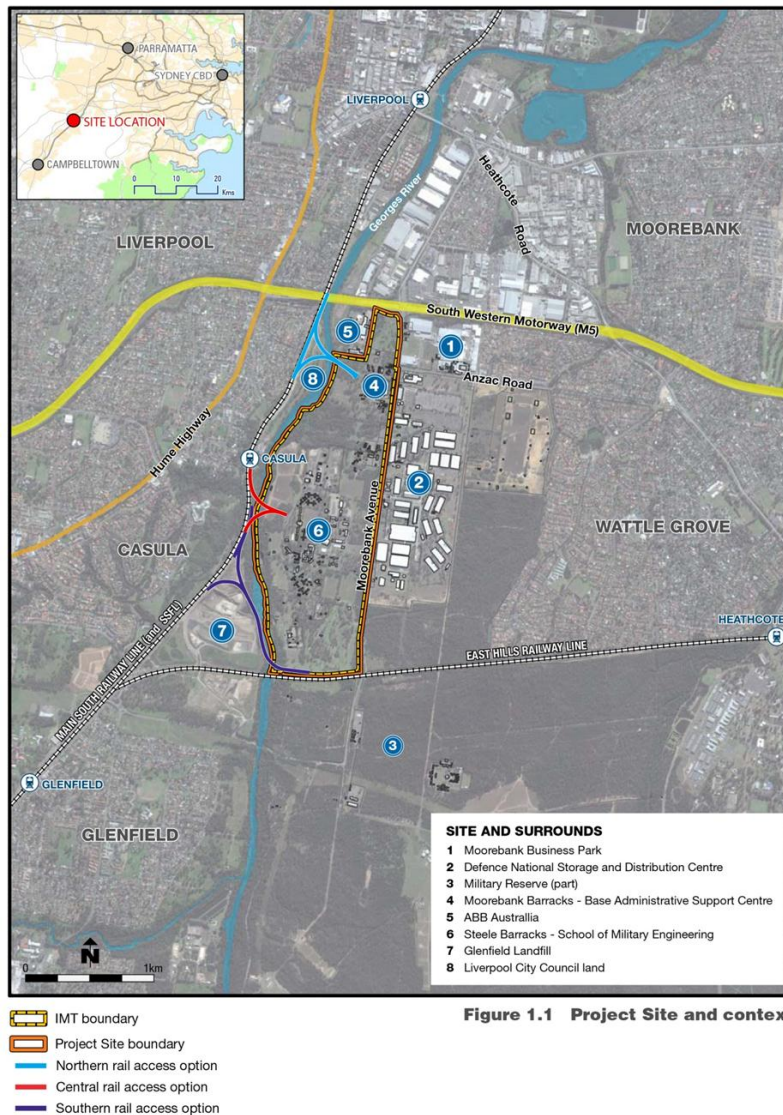 PARRAMATTA
SYDNEY CBD
SITE LOCATION
CAMPBELLTOWN
0 10 20
Kms
LIVERPOOL
Georges River
Heathcote
Road
LIVERPOOL
MOOREBANK
South Western Motorway (M5)
5
1
8
4
Anzac Road
Hume Highway
CASULA
2
Moorebank Avenue
6
WATTLE GROVE
CASULA
7
HEATHCOTE
MAIN SOUTH RAILWAY LINE (and SSFL)
EAST HILLS RAILWAY LINE
3
GLENFIELD
GLENFIELD
SITE AND SURROUNDS
1 Moorebank Business Park
2 Defence National Storage and Distribution Centre
3 Military Reserve (part)
4 Moorebank Barracks - Base Administrative Support Centre
5 ABB Australlia
6 Steele Barracks - School of Military Engineering
7 Glenfield Landfill
8 Liverpool City Council land
N
0 1km
Figure 1.1 Project Site and contex
IMT boundary
Project Site boundary
Northern rail access option
Central rail access option
Southern rail access option